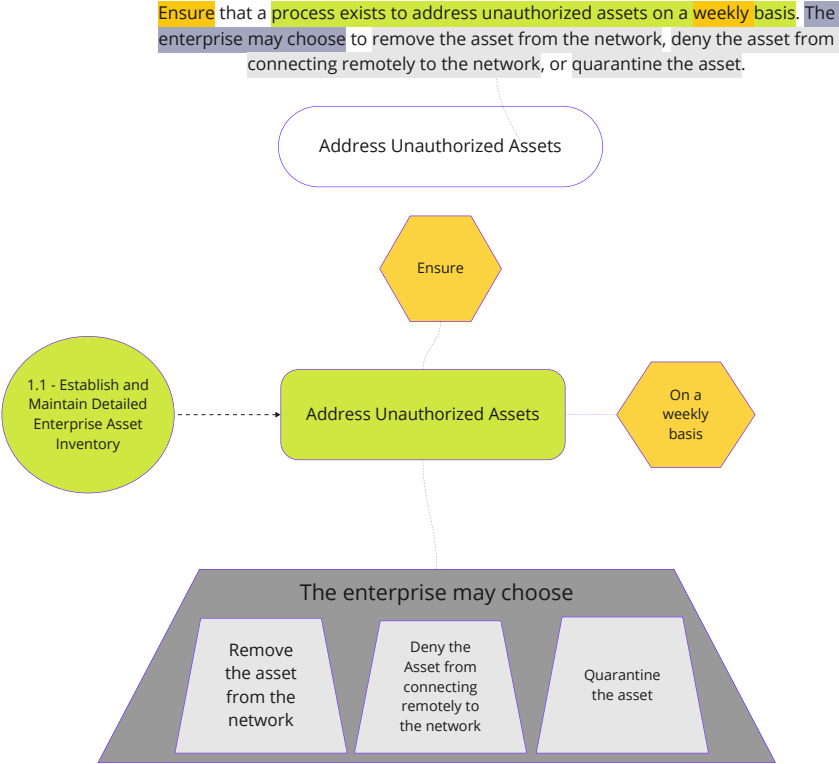 Ensure that a process exists to address unauthorized assets on a weekly basis. The
enterprise may choose to remove the asset from the network, deny the asset from
connecting remotely to the network, or quarantine the asset.
Address Unauthorized Assets
Ensure
1.1 - Establish and
Maintain Detailed
Enterprise Asset
Inventory
Address Unauthorized Assets
On a
weekly
basis
The enterprise may choose
Remove
the asset
from the
network
Deny the
Asset from
connecting
remotely to
the network
Quarantine
the asset